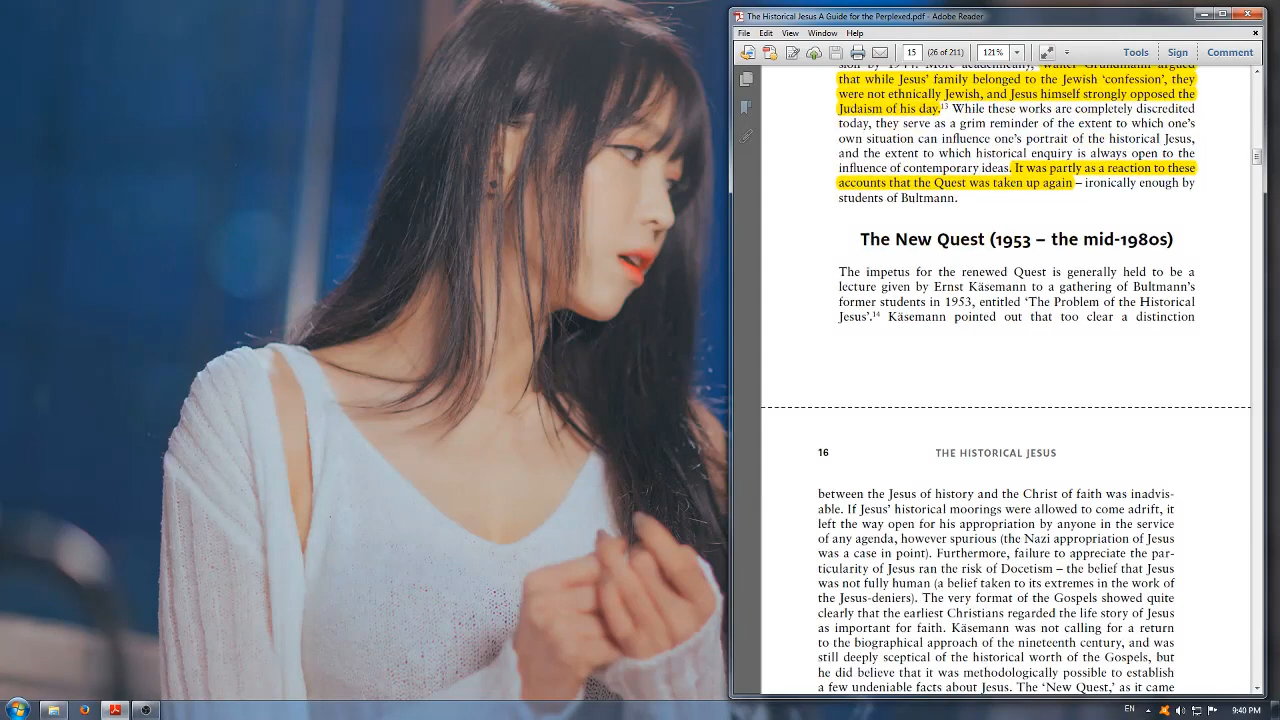 The Historical Jesus A Guide for the Perplexed.pdf - Adobe Reader
File Edit View Window Help
15 (26 of 211) 121% Tools Sign Comment
sion by 1944. More academically, Walter Grundmann argued
that while Jesus' family belonged to the Jewish 'confession', they
were not ethnically Jewish, and Jesus himself strongly opposed the
Judaism of his day.13 While these works are completely discredited
today, they serve as a grim reminder of the extent to which one's
own situation can influence one's portrait of the historical Jesus,
and the extent to which historical enquiry is always open to the
influence of contemporary ideas. It was partly as a reaction to these
accounts that the Quest was taken up again – ironically enough by
students of Bultmann.
The New Quest (1953 – the mid-1980s)
The impetus for the renewed Quest is generally held to be a
lecture given by Ernst Käsemann to a gathering of Bultmann's
former students in 1953, entitled 'The Problem of the Historical
Jesus'.14 Käsemann pointed out that too clear a distinction
16 THE HISTORICAL JESUS
between the Jesus of history and the Christ of faith was inadvis-
able. If Jesus' historical moorings were allowed to come adrift, it
left the way open for his appropriation by anyone in the service
of any agenda, however spurious (the Nazi appropriation of Jesus
was a case in point). Furthermore, failure to appreciate the par-
ticularity of Jesus ran the risk of Docetism – the belief that Jesus
was not fully human (a belief taken to its extremes in the work of
the Jesus-deniers). The very format of the Gospels showed quite
clearly that the earliest Christians regarded the life story of Jesus
as important for faith. Käsemann was not calling for a return
to the biographical approach of the nineteenth century, and was
still deeply sceptical of the historical worth of the Gospels, but
he did believe that it was methodologically possible to establish
a few undeniable facts about Jesus. The 'New Quest,' as it came
EN 9:40 PM